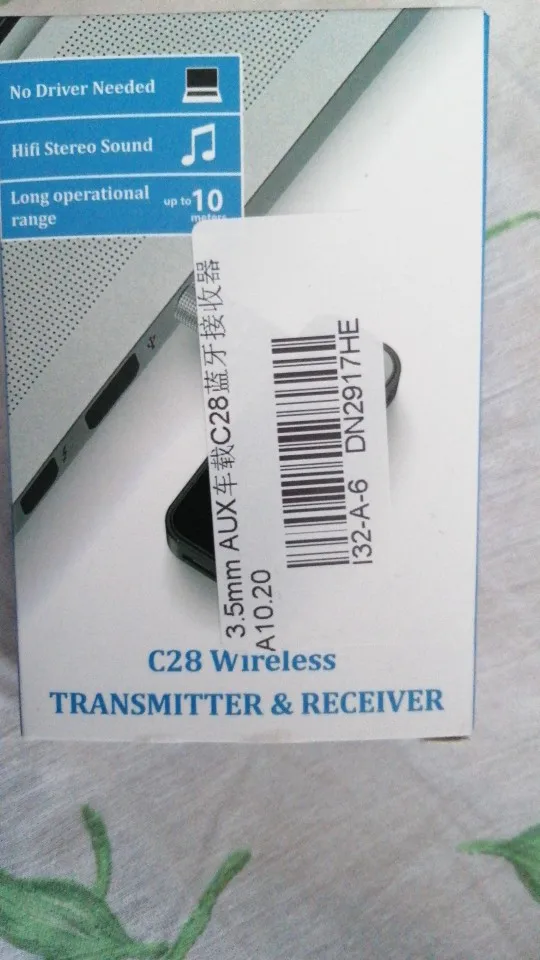 No Driver Needed
Hifi Stereo Sound
Long operational
range
up to 10
meters
3.5mm AUX车载C28蓝牙接收器
A10.20
I32-A-6 DN2917HE
C28 Wireless
TRANSMITTER & RECEIVER